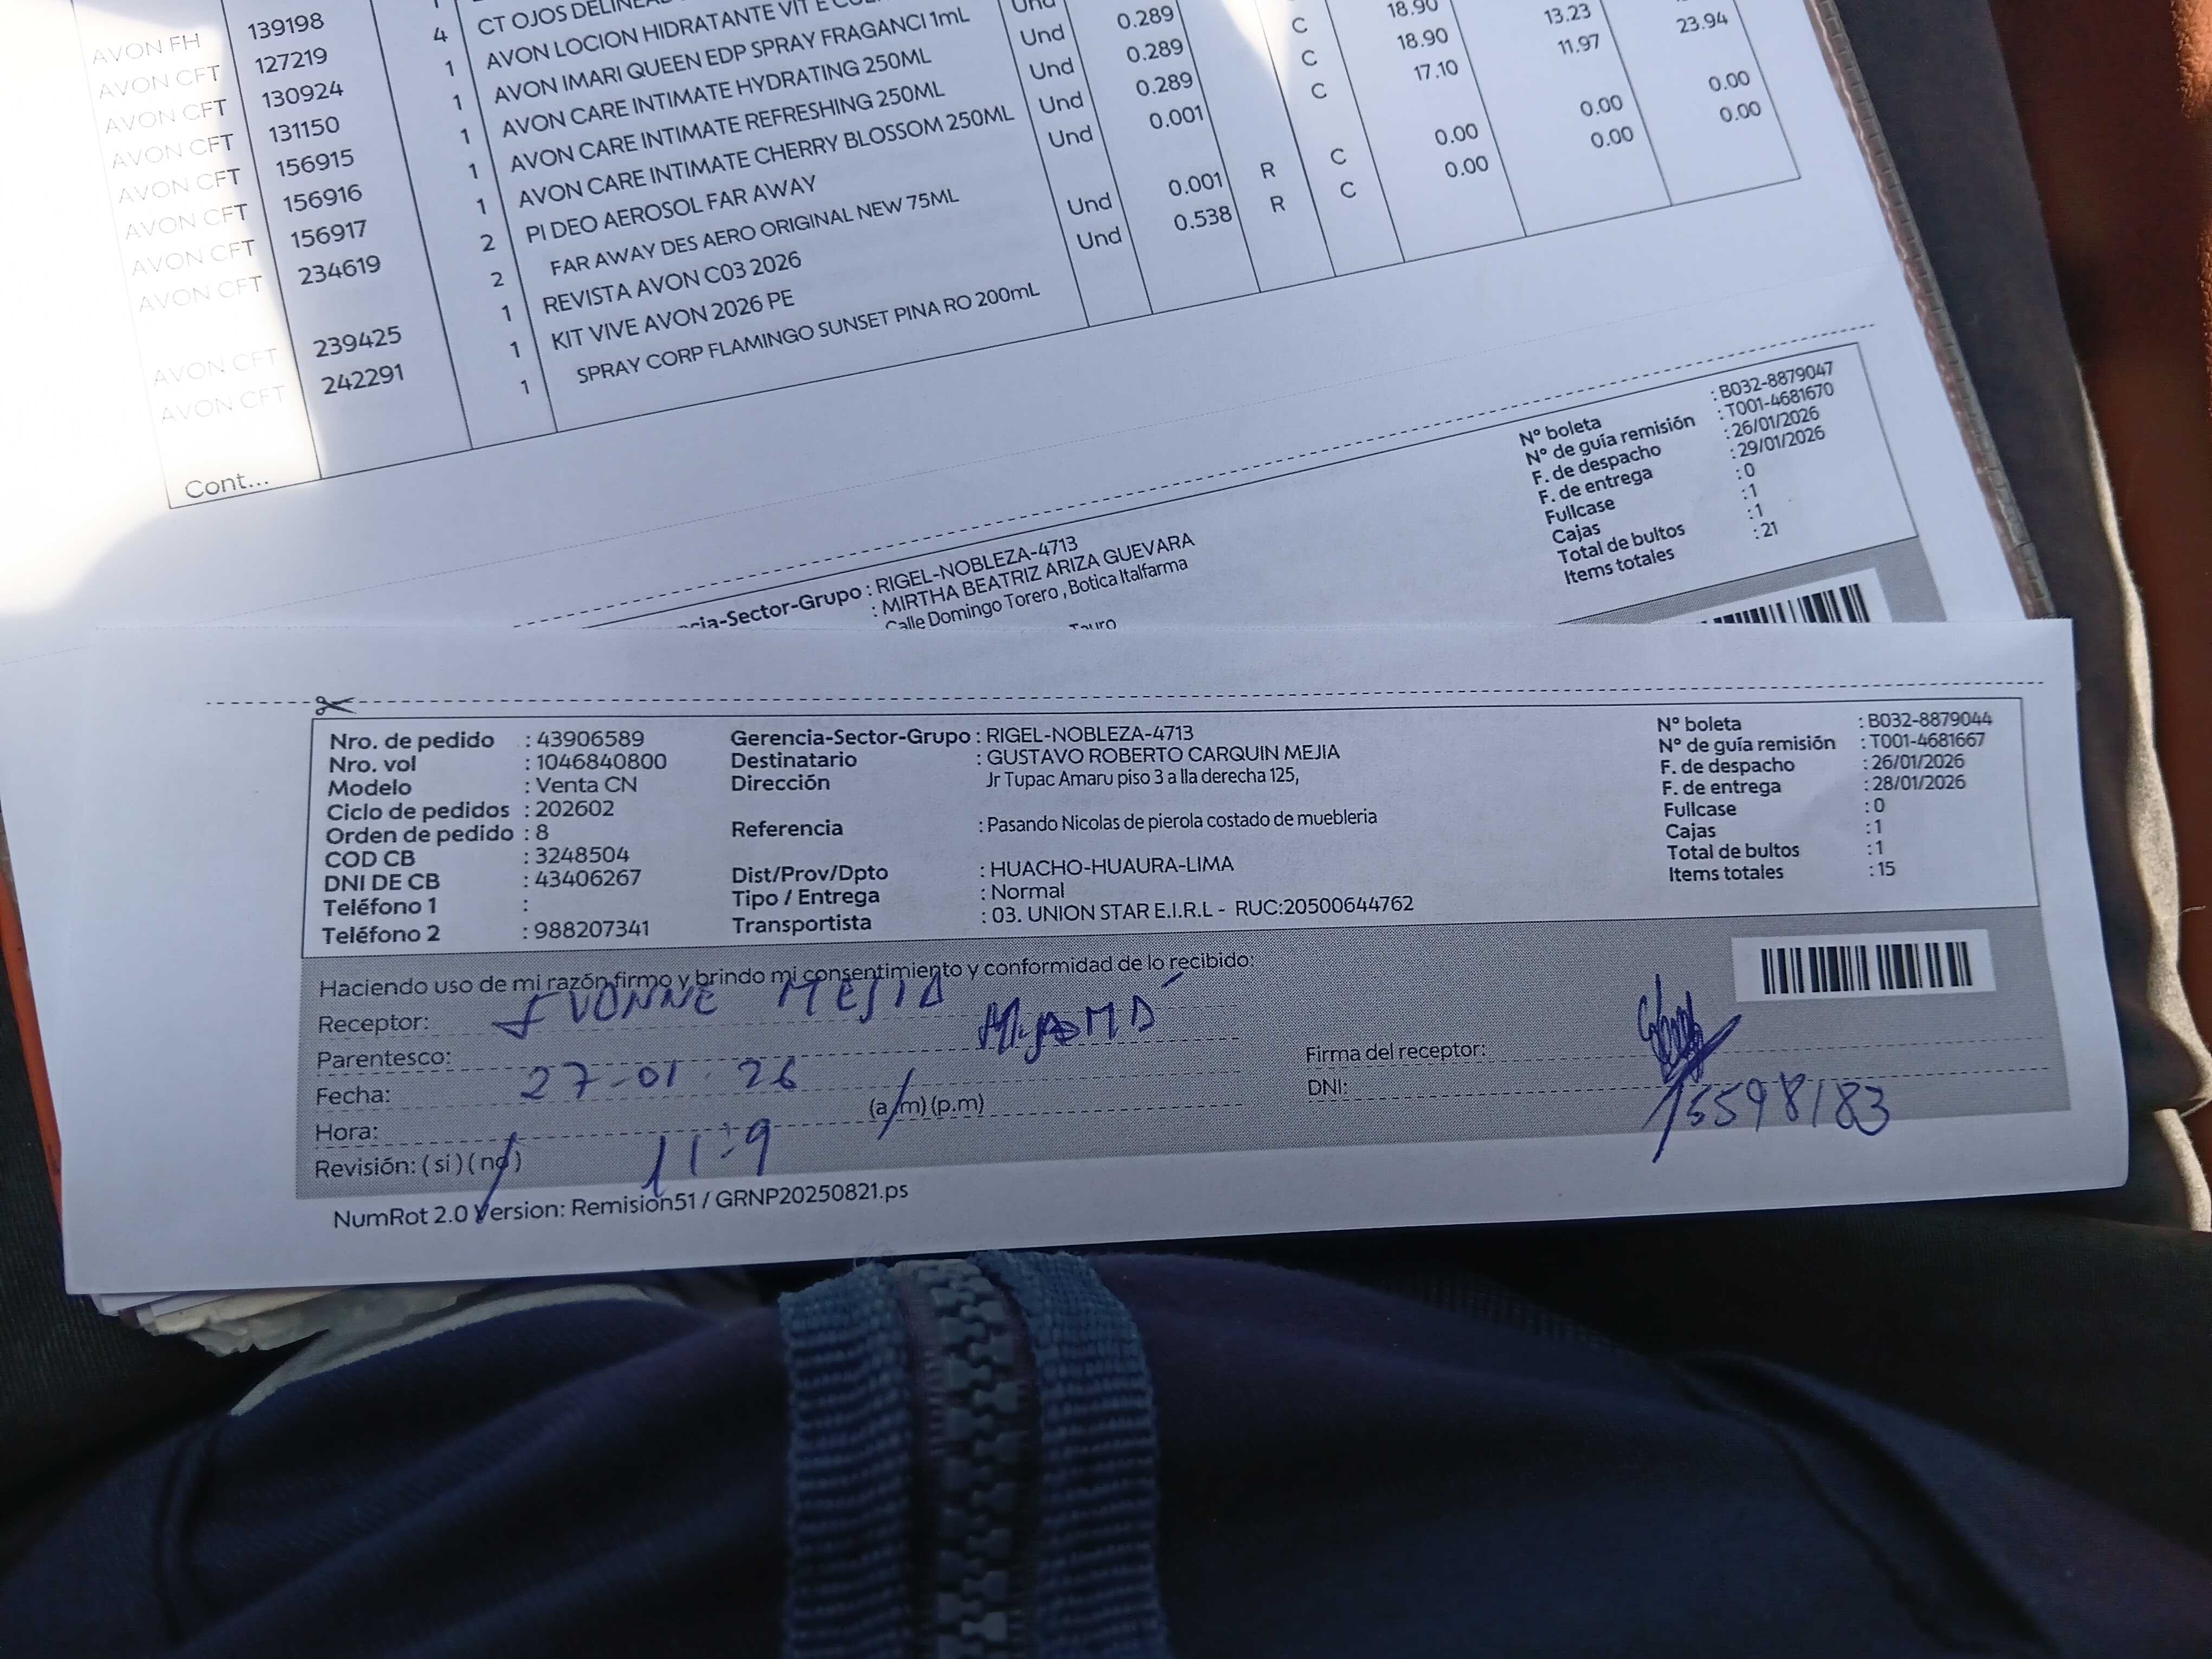 AVON FH 139198 4 CT OJOS
AVON CFT 127219 1 AVON LOCION HIDRATANTE VIT E Und 0.289 C 18.90 13.23 23.94
AVON CFT 130924 1 AVON IMARI QUEEN EDP SPRAY FRAGANCI 1mL Und 0.289 C 18.90 11.97
AVON CFT 131150 1 AVON CARE INTIMATE HYDRATING 250ML Und 0.289 C 17.10
AVON CFT 156915 1 AVON CARE INTIMATE REFRESHING 250ML Und 0.001
AVON CFT 156916 1 AVON CARE INTIMATE CHERRY BLOSSOM 250ML Und
AVON CFT 156917 2 PI DEO AEROSOL FAR AWAY
AVON CFT 234619 2 FAR AWAY DES AERO ORIGINAL NEW 75ML Und 0.001 R C 0.00 0.00 0.00
1 REVISTA AVON C03 2026 Und 0.538 R C 0.00 0.00 0.00
AVON CFT 239425 1 KIT VIVE AVON 2026 PE
AVON CFT 242291 1 SPRAY CORP FLAMINGO SUNSET PINA RO 200mL
Cont...
Nº boleta : B032-8879047
Nº de guía remisión : T001-4681670
F. de despacho : 26/01/2026
F. de entrega : 29/01/2026
Fullcase : 0
Cajas : 1
Total de bultos : 1
Items totales : 21
cia-Sector-Grupo : RIGEL-NOBLEZA-4713
: MIRTHA BEATRIZ ARIZA GUEVARA
Calle Domingo Torero , Botica Italfarma
Nro. de pedido : 43906589
Nro. vol : 1046840800
Modelo : Venta CN
Ciclo de pedidos : 202602
Orden de pedido : 8
COD CB : 3248504
DNI DE CB : 43406267
Teléfono 1 :
Teléfono 2 : 988207341
Gerencia-Sector-Grupo : RIGEL-NOBLEZA-4713
Destinatario : GUSTAVO ROBERTO CARQUIN MEJIA
Dirección Jr Tupac Amaru piso 3 a lla derecha 125,
Referencia : Pasando Nicolas de pierola costado de muebleria
Dist/Prov/Dpto : HUACHO-HUAURA-LIMA
Tipo / Entrega : Normal
Transportista : 03. UNION STAR E.I.R.L - RUC:20500644762
Nº boleta : B032-8879044
Nº de guía remisión : T001-4681667
F. de despacho : 26/01/2026
F. de entrega : 28/01/2026
Fullcase : 0
Cajas : 1
Total de bultos : 1
Items totales : 15
Haciendo uso de mi razón firmo y brindo mi consentimiento y conformidad de lo recibido:
Receptor: IVONNE MEJIA
Parentesco:
Fecha: 27-01-26
Hora: 11:9 (a/m) (p.m)
Revisión: ( si ) ( no )
Firma del receptor:
DNI: 15598183
NumRot 2.0 Version: Remision51 / GRNP20250821.ps